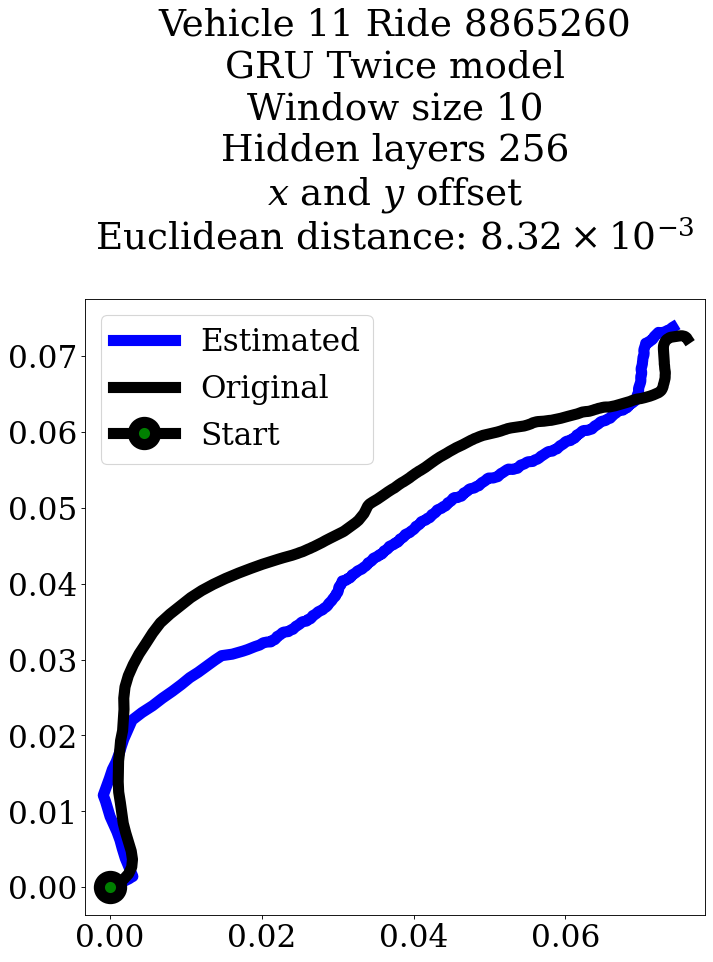 Vehicle 11 Ride 8865260
GRU Twice model
Window size 10
Hidden layers 256
x and y offset
Euclidean distance: 8.32 × 10⁻³
Estimated
Original
Start
0.07
0.06
0.05
0.04
0.03
0.02
0.01
0.00
0.00 0.02 0.04 0.06